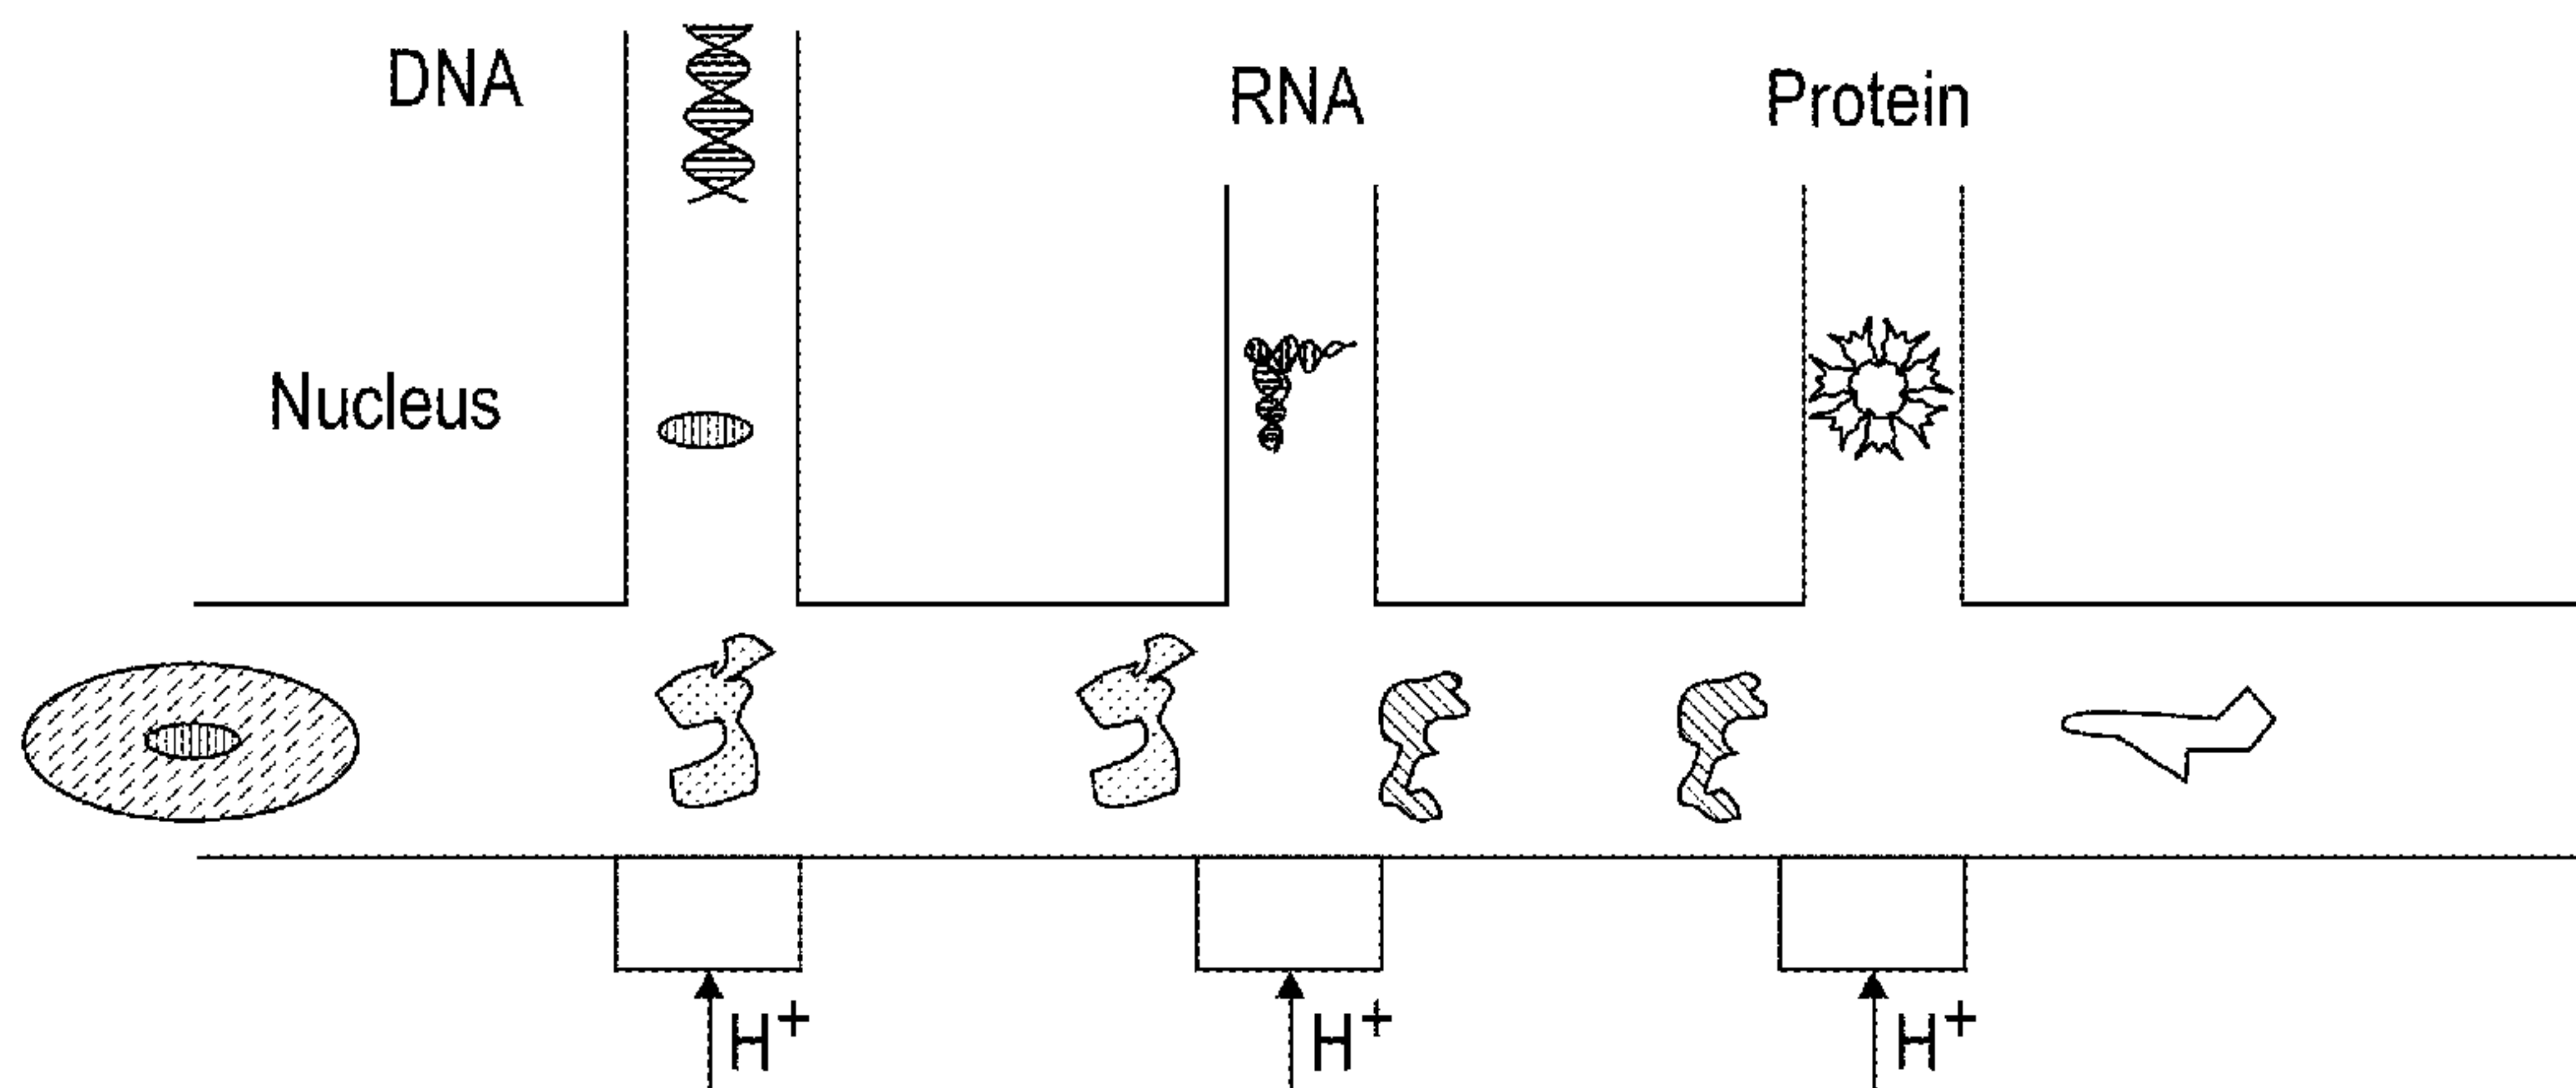 DNA
RNA
Protein
Nucleus
H⁺
H⁺
H⁺